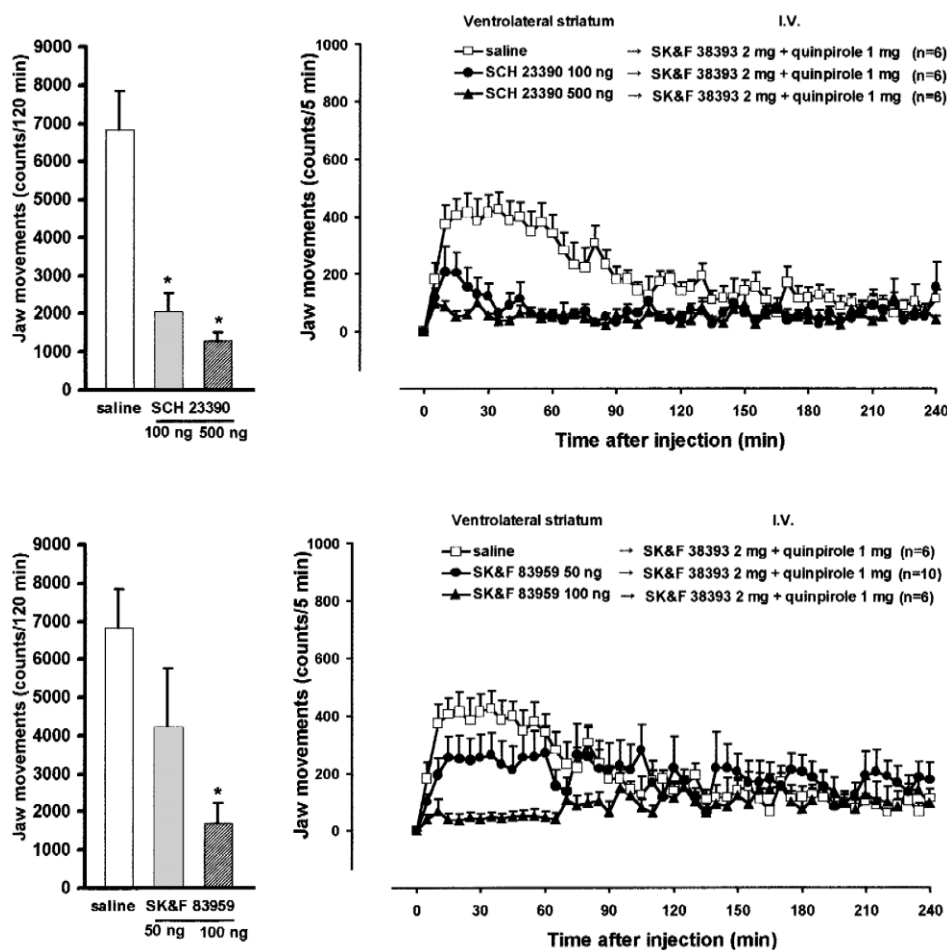 Ventrolateral striatum I.V.
saline → SK&F 38393 2 mg + quinpirole 1 mg (n=6)
SCH 23390 100 ng → SK&F 38393 2 mg + quinpirole 1 mg (n=6)
SCH 23390 500 ng → SK&F 38393 2 mg + quinpirole 1 mg (n=6)
Jaw movements (counts/120 min)
9000
8000
7000
6000
5000
4000
3000
2000
1000
0
* *
saline SCH 23390
100 ng 500 ng
Jaw movements (counts/5 min)
1000
800
600
400
200
0
0 30 60 90 120 150 180 210 240
Time after injection (min)
Ventrolateral striatum I.V.
saline → SK&F 38393 2 mg + quinpirole 1 mg (n=6)
SK&F 83959 50 ng → SK&F 38393 2 mg + quinpirole 1 mg (n=10)
SK&F 83959 100 ng → SK&F 38393 2 mg + quinpirole 1 mg (n=6)
Jaw movements (counts/120 min)
9000
8000
7000
6000
5000
4000
3000
2000
1000
0
*
saline SK&F 83959
50 ng 100 ng
Jaw movements (counts/5 min)
1000
800
600
400
200
0
0 30 60 90 120 150 180 210 240
Time after injection (min)